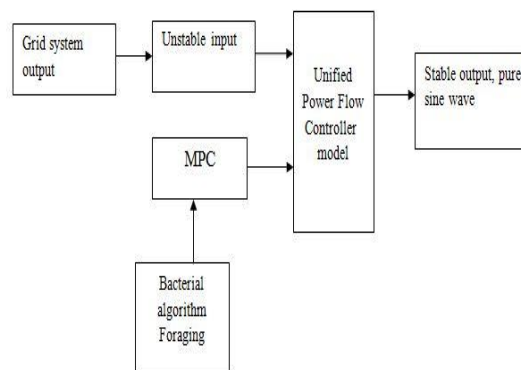 Grid system
output
Unstable input
Unified
Power Flow
Controller
model
Stable output, pure
sine wave
MPC
Bacterial
algorithm
Foraging